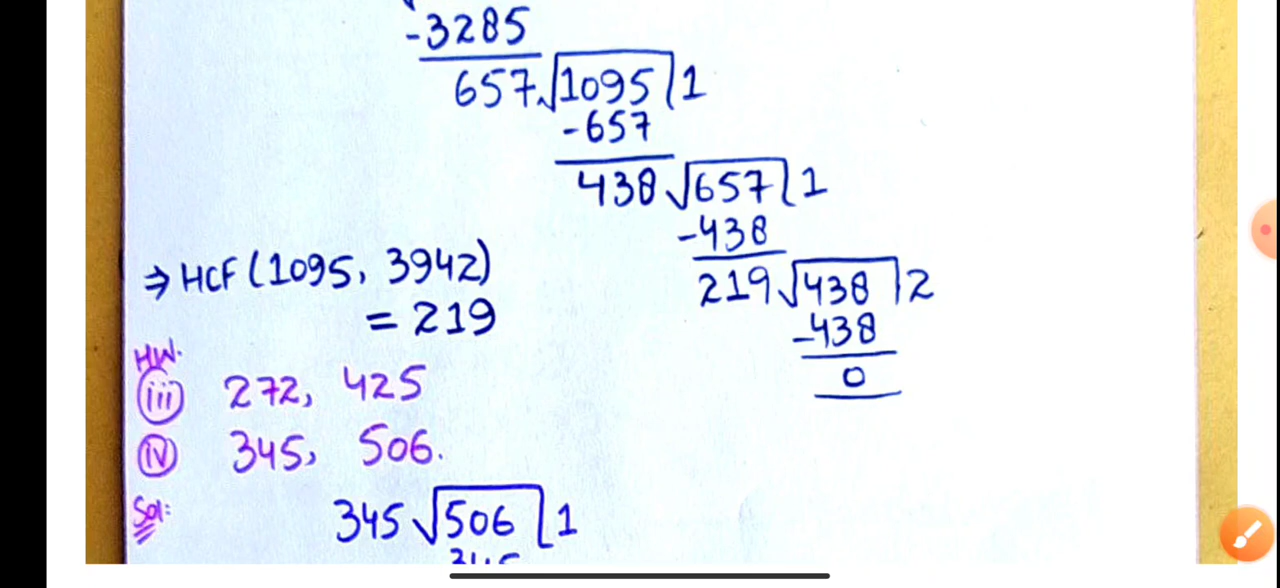 -3285
657√1095 1
-657
438√657 1
-438
219√438 2
-438
0
⇒ HCF (1095, 3942)
= 219
HW.
(iii) 272, 425
(iv) 345, 506.
Sol:
345√506 1